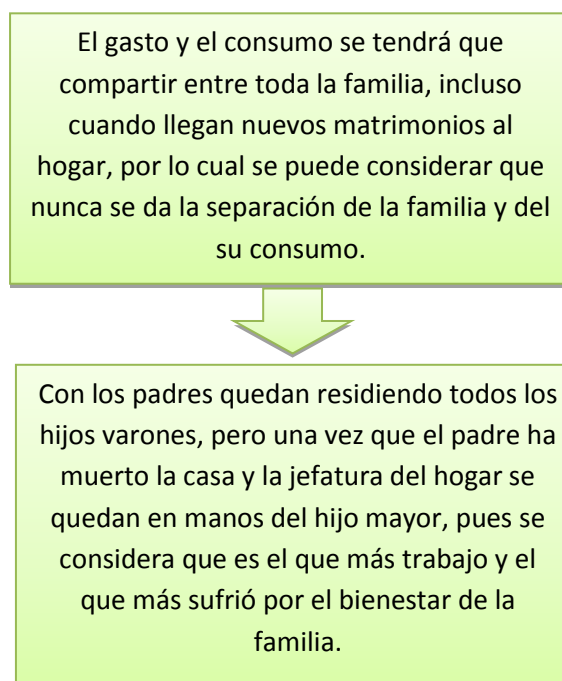 El gasto y el consumo se tendrá que
compartir entre toda la familia, incluso
cuando llegan nuevos matrimonios al
hogar, por lo cual se puede considerar que
nunca se da la separación de la familia y del
su consumo.
Con los padres quedan residiendo todos los
hijos varones, pero una vez que el padre ha
muerto la casa y la jefatura del hogar se
quedan en manos del hijo mayor, pues se
considera que es el que más trabajo y el
que más sufrió por el bienestar de la
familia.